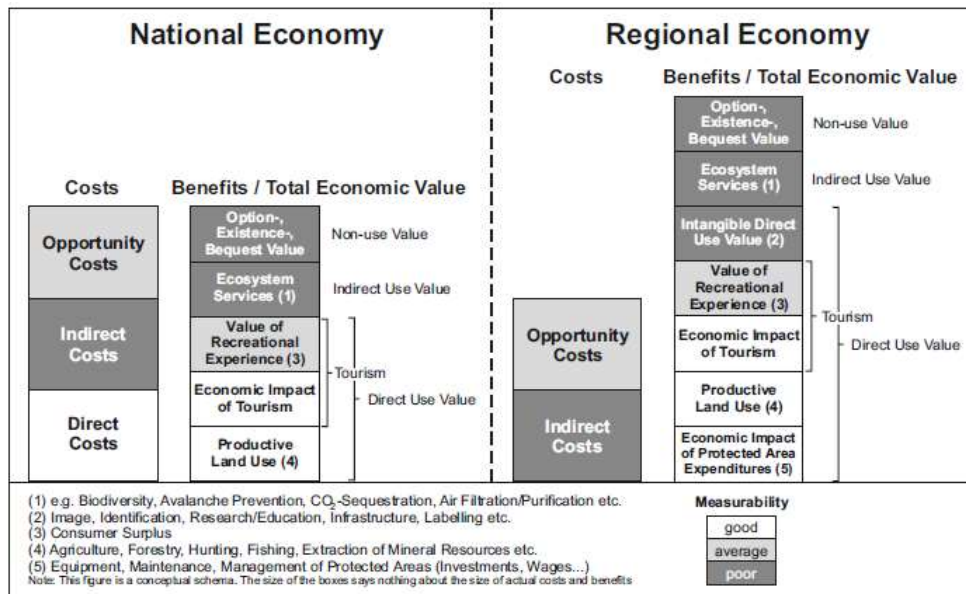 National Economy
Costs
Benefits / Total Economic Value
Opportunity
Costs
Indirect
Costs
Direct
Costs
Option-,
Existence-,
Bequest Value
Non-use Value
Ecosystem
Services (1)
Indirect Use Value
Value of
Recreational
Experience (3)
Economic Impact
of Tourism
Tourism
Productive
Land Use (4)
Direct Use Value
Regional Economy
Costs
Benefits / Total Economic Value
Opportunity
Costs
Indirect
Costs
Option-,
Existence-,
Bequest Value
Non-use Value
Ecosystem
Services (1)
Indirect Use Value
Intangible Direct
Use Value (2)
Value of
Recreational
Experience (3)
Economic Impact
of Tourism
Tourism
Productive
Land Use (4)
Economic Impact
of Protected Area
Expenditures (5)
Direct Use Value
(1) e.g. Biodiversity, Avalanche Prevention, CO₂-Sequestration, Air Filtration/Purification etc.
(2) Image, Identification, Research/Education, Infrastructure, Labelling etc.
(3) Consumer Surplus
(4) Agriculture, Forestry, Hunting, Fishing, Extraction of Mineral Resources etc.
(5) Equipment, Maintenance, Management of Protected Areas (Investments, Wages...)
Note: This figure is a conceptual schema. The size of the boxes says nothing about the size of actual costs and benefits
Measurability
good
average
poor